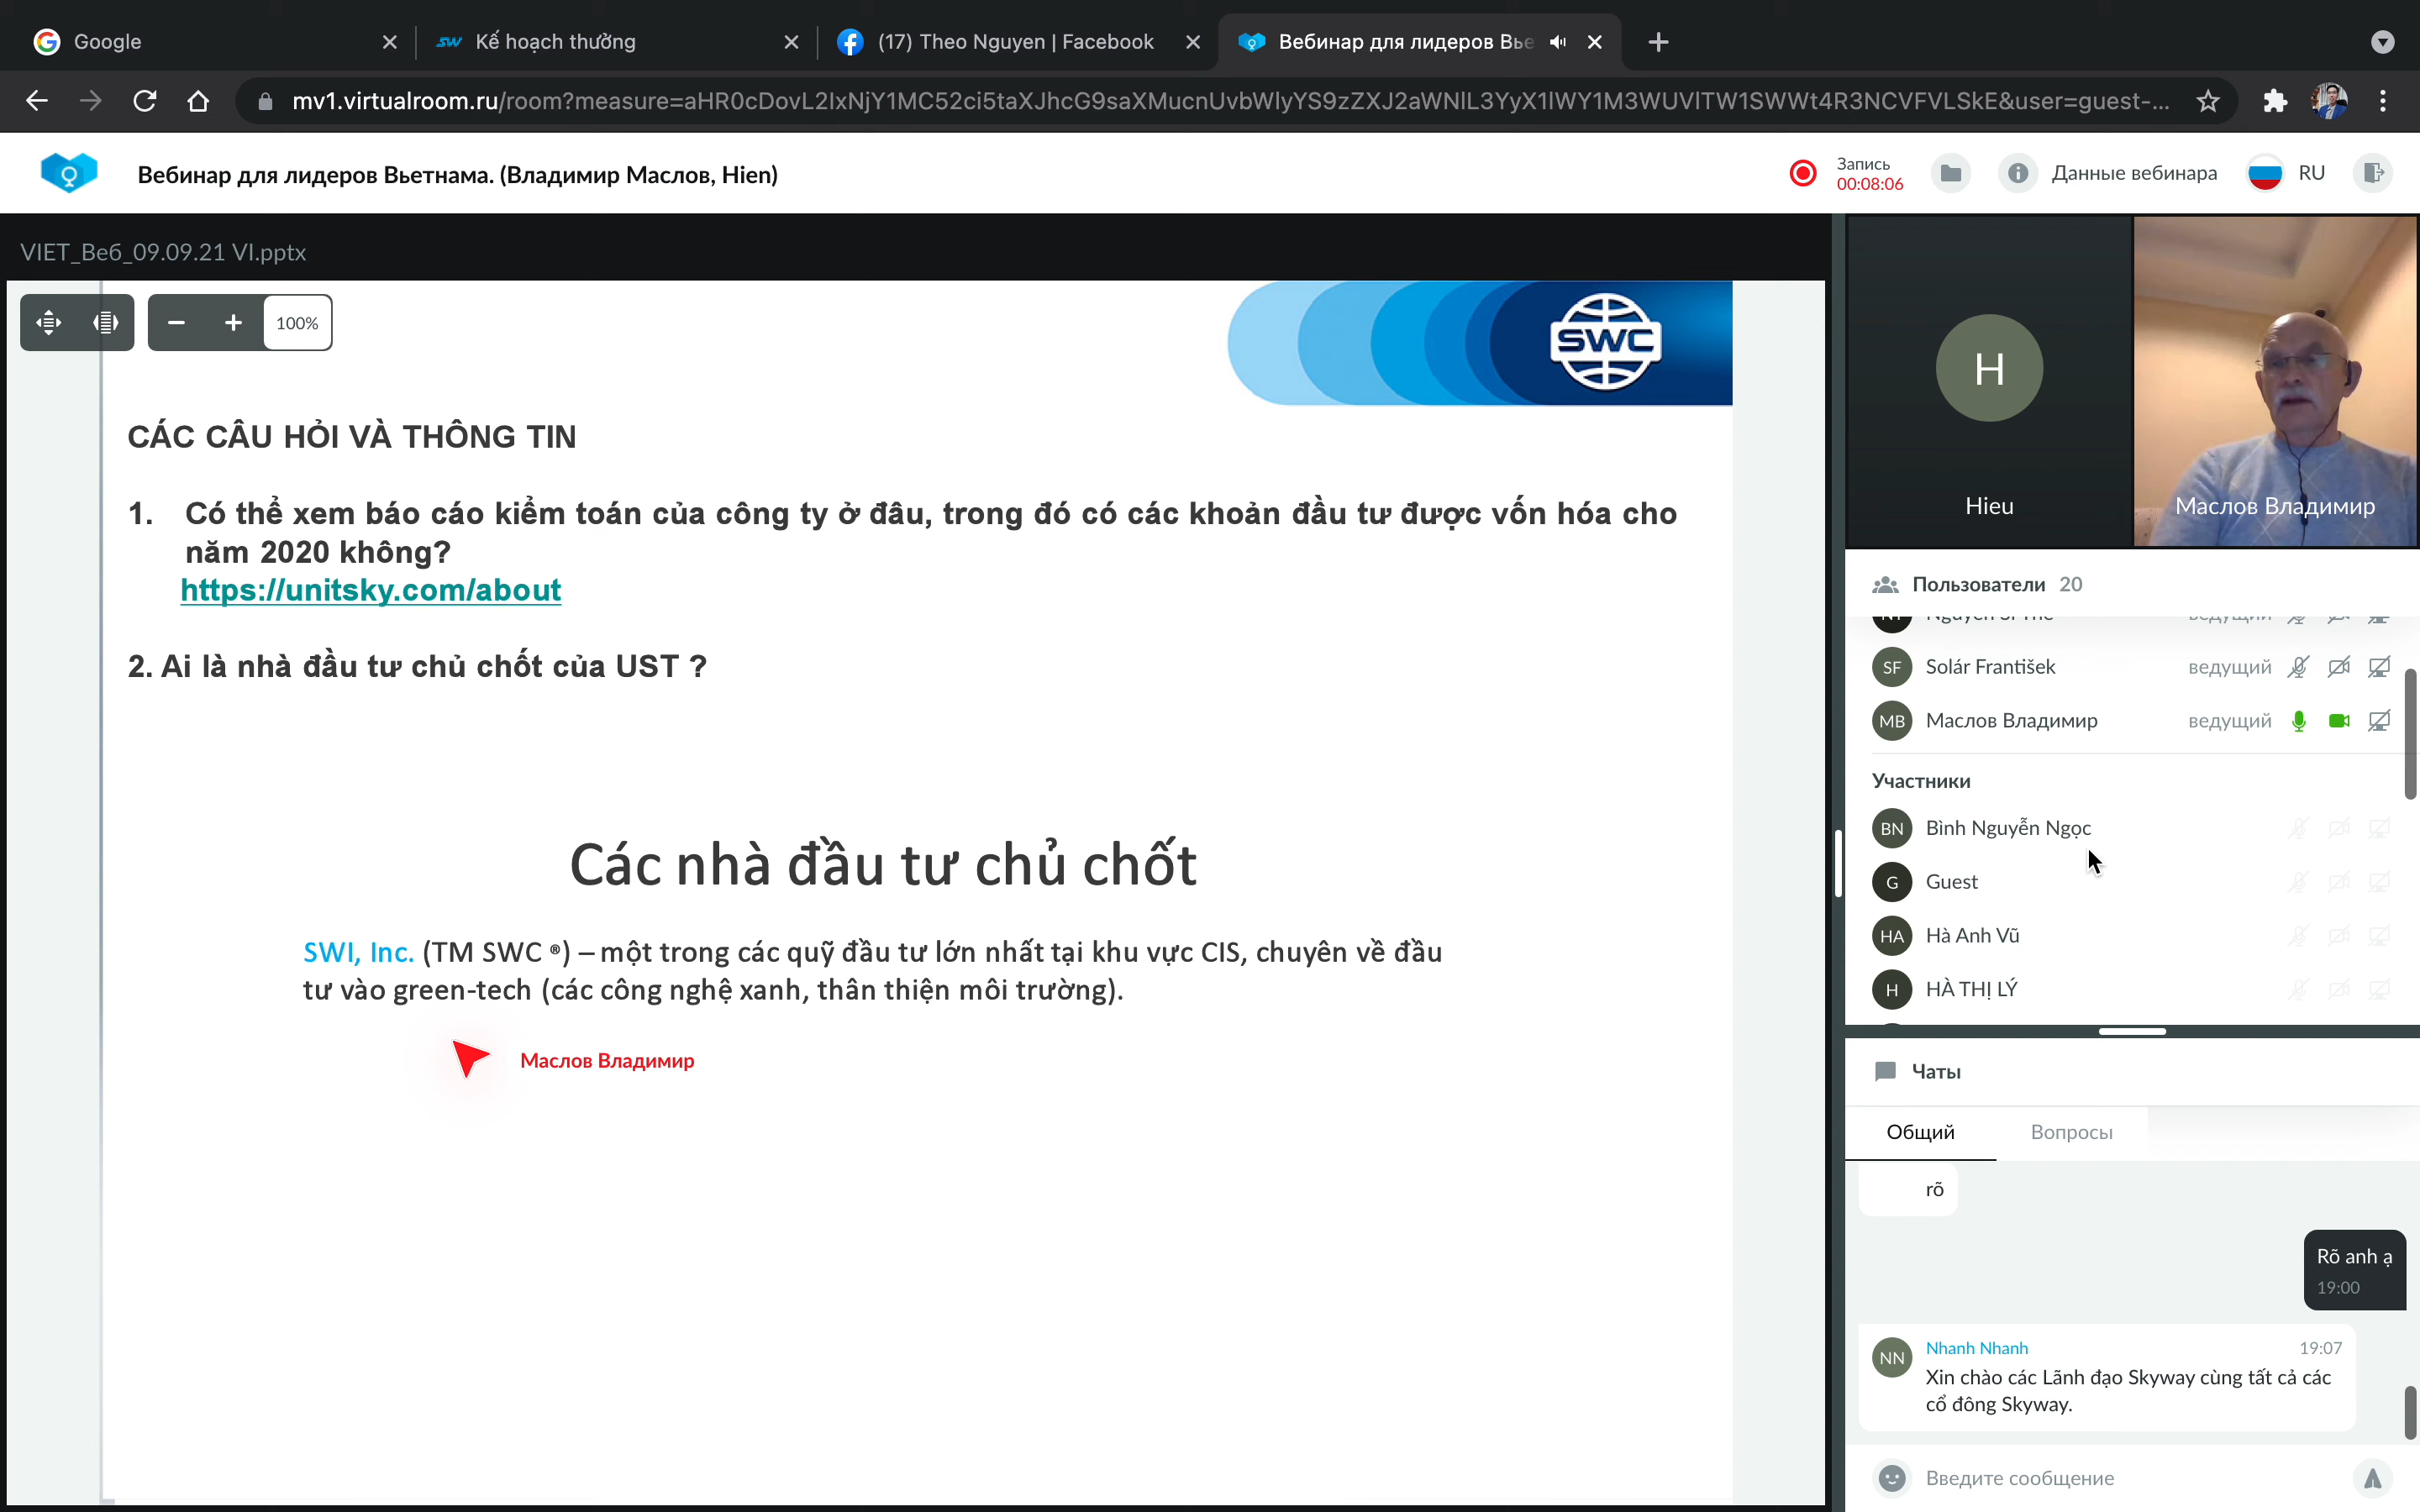 Google
SW Kế hoạch thưởng
(17) Theo Nguyen | Facebook
Вебинар для лидеров Вье
mv1.virtualroom.ru/room?measure=aHR0cDovL2IxNjY1MC52ci5taXJhcG9saXMucnUvbWlyYS9zZXJ2aWNlL3YyX1lWY1M3WUVlTW1SWWt4R3NCVFVLSkE&user=guest-...
Вебинар для лидеров Вьетнама. (Владимир Маслов, Hien)
Запись
00:08:06
Данные вебинара
RU
VIET_Веб_09.09.21 VI.pptx
100%
SWC
CÁC CÂU HỎI VÀ THÔNG TIN
1. Có thể xem báo cáo kiểm toán của công ty ở đâu, trong đó có các khoản đầu tư được vốn hóa cho
năm 2020 không?
https://unitsky.com/about
2. Ai là nhà đầu tư chủ chốt của UST ?
Các nhà đầu tư chủ chốt
SWI, Inc. (TM SWC ®) – một trong các quỹ đầu tư lớn nhất tại khu vực CIS, chuyên về đầu
tư vào green-tech (các công nghệ xanh, thân thiện môi trường).
Маслов Владимир
H
Hieu
Маслов Владимир
Пользователи 20
SF Solár František ведущий
МВ Маслов Владимир ведущий
Участники
BN Bình Nguyễn Ngọc
G Guest
HA Hà Anh Vũ
H HÀ THỊ LÝ
Чаты
Общий Вопросы
rõ
Rõ anh ạ
19:00
NN Nhanh Nhanh 19:07
Xin chào các Lãnh đạo Skyway cùng tất cả các
cổ đông Skyway.
Введите сообщение